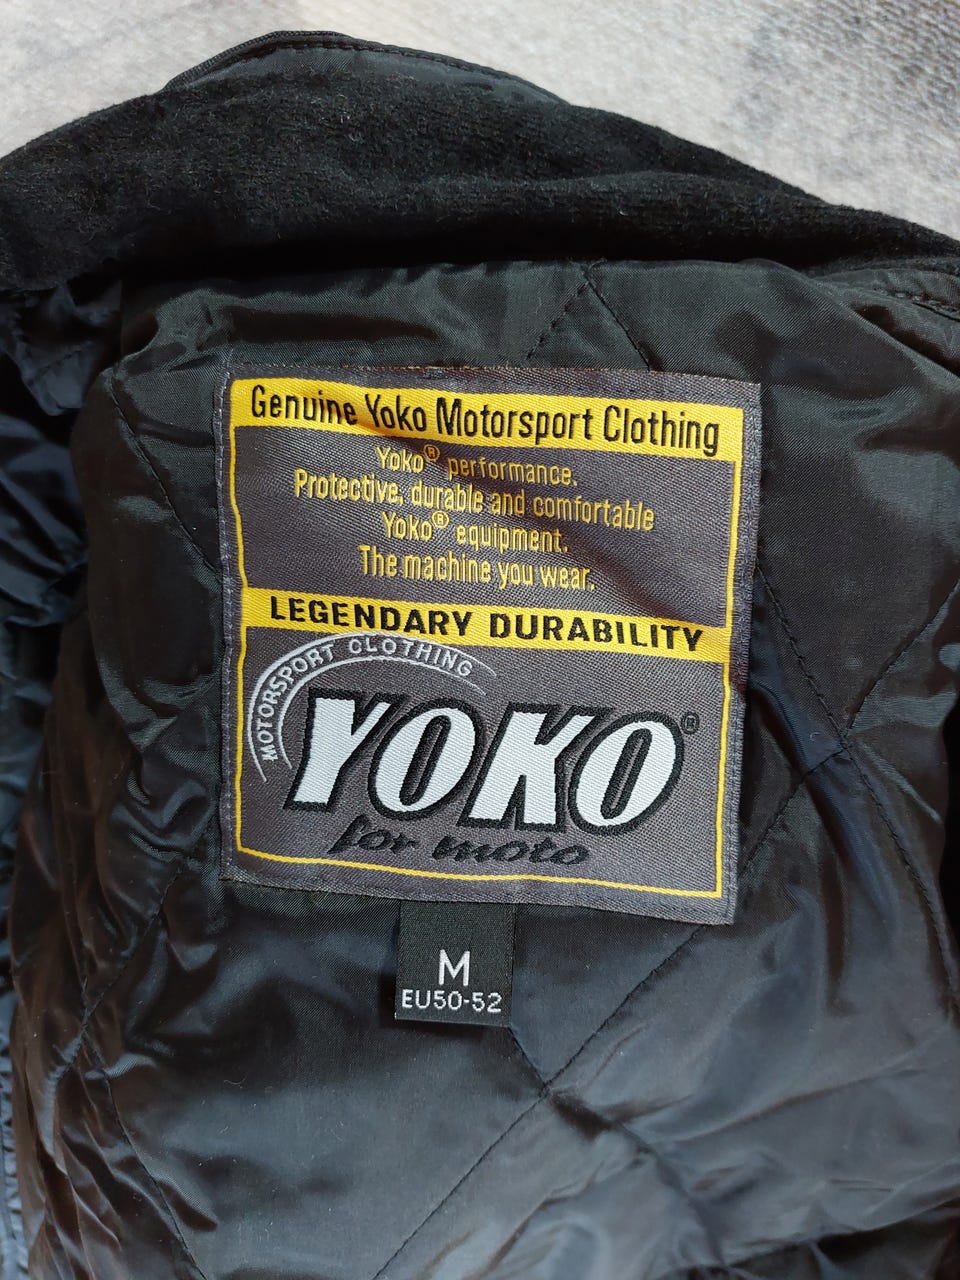 Genuine Yoko Motorsport Clothing
Yoko® performance.
Protective, durable and comfortable
Yoko® equipment.
The machine you wear.
LEGENDARY DURABILITY
MOTORSPORT CLOTHING
YOKO®
for moto
M
EU50-52